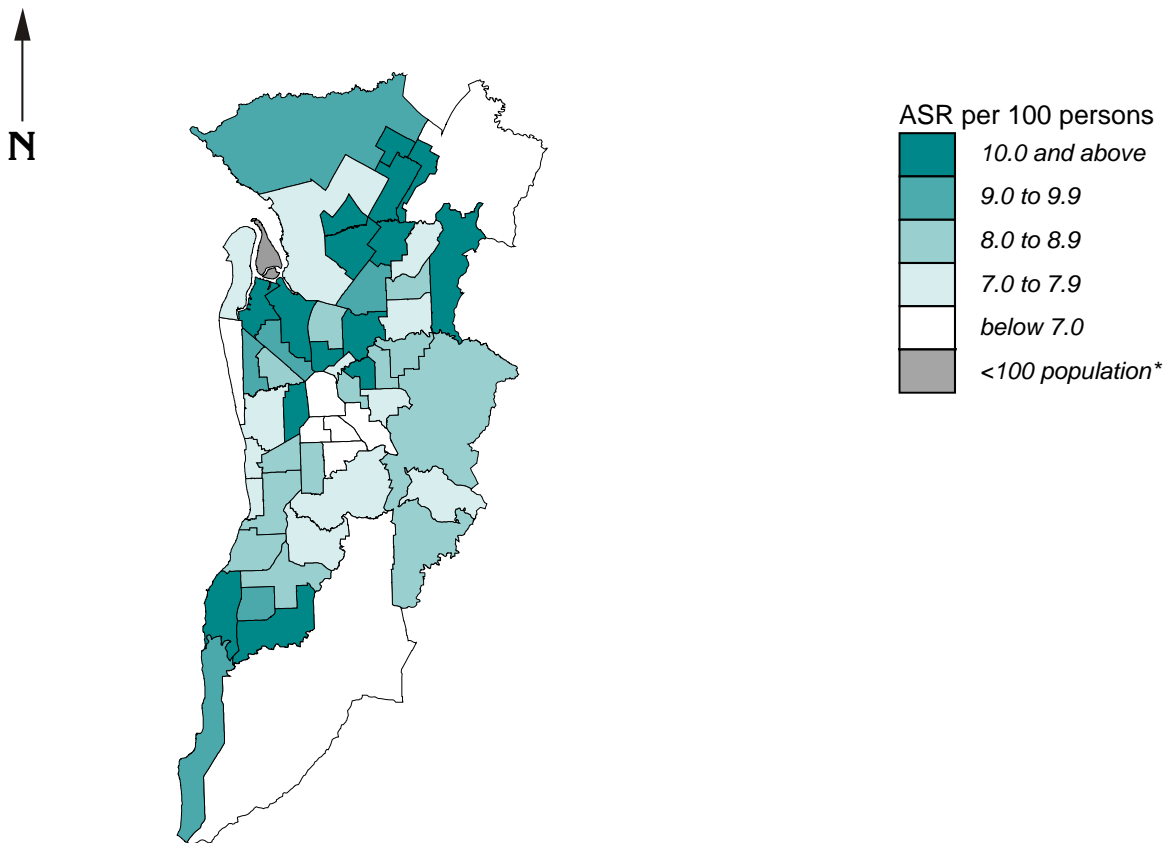 N
ASR per 100 persons
10.0 and above
9.0 to 9.9
8.0 to 8.9
7.0 to 7.9
below 7.0
<100 population*